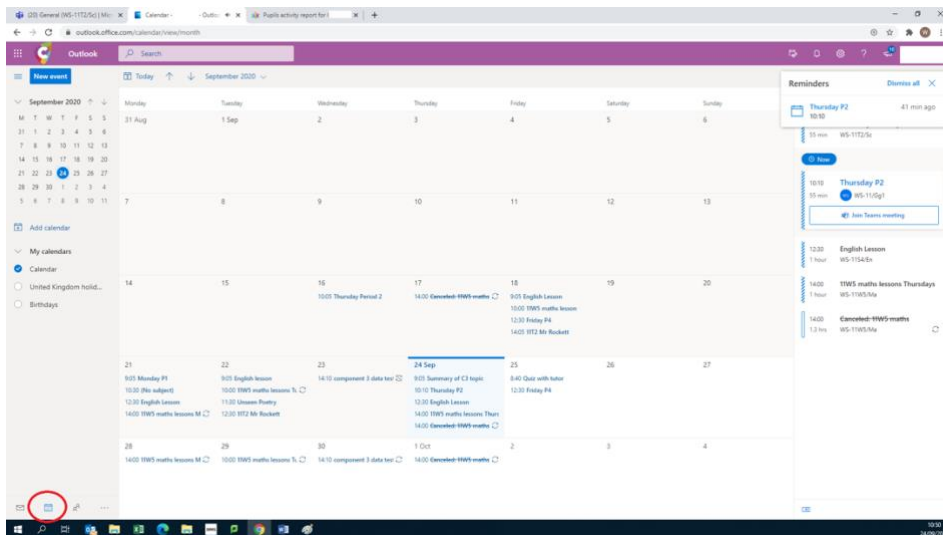 (20) General (WS-11T2/Sc) | Mic
Calendar -
- Outlo
Pupils activity report for I
outlook.office.com/calendar/view/month
Outlook
Search
New event
Today
September 2020
Reminders
Dismiss all
Thursday P2
41 min ago
10:10
September 2020
M T W T F S S
31 1 2 3 4 5 6
7 8 9 10 11 12 13
14 15 16 17 18 19 20
21 22 23 24 25 26 27
28 29 30 1 2 3 4
5 6 7 8 9 10 11
Add calendar
My calendars
Calendar
United Kingdom holid...
Birthdays
Monday Tuesday Wednesday Thursday Friday Saturday Sunday
31 Aug 1 Sep 2 3 4 5 6
7 8 9 10 11 12 13
14 15 16 17 18 19 20
10:05 Thursday Period 2
14:00 Canceled: 11W5 maths
9:05 English Lesson
10:00 11W5 maths lesson
12:30 Friday P4
14:05 11T2 Mr Rockett
21 22 23 24 Sep 25 26 27
9:05 Monday P1
10:30 (No subject)
12:30 English Lesson
14:00 11W5 maths lessons M
9:05 English lesson
10:00 11W5 maths lessons Tu
11:30 Unseen Poetry
12:30 11T2 Mr Rockett
14:10 component 3 data tec
9:05 Summary of C3 topic
10:10 Thursday P2
12:30 English Lesson
14:00 11W5 maths lessons Thurs
14:00 Canceled: 11W5 maths
8:40 Quiz with tutor
12:30 Friday P4
28 29 30 1 Oct 2 3 4
14:00 11W5 maths lessons M
10:00 11W5 maths lessons Tu
14:10 component 3 data tec
14:00 Canceled: 11W5 maths
55 min WS-11T2/Sc
Now
10:10 Thursday P2
55 min WS-11/Gg1
Join Teams meeting
12:30 English Lesson
1 hour WS-11S4/En
14:00 11W5 maths lessons Thursdays
1 hour WS-11W5/Ma
14:00 Canceled: 11W5 maths
WS-11W5/Ma
10:50